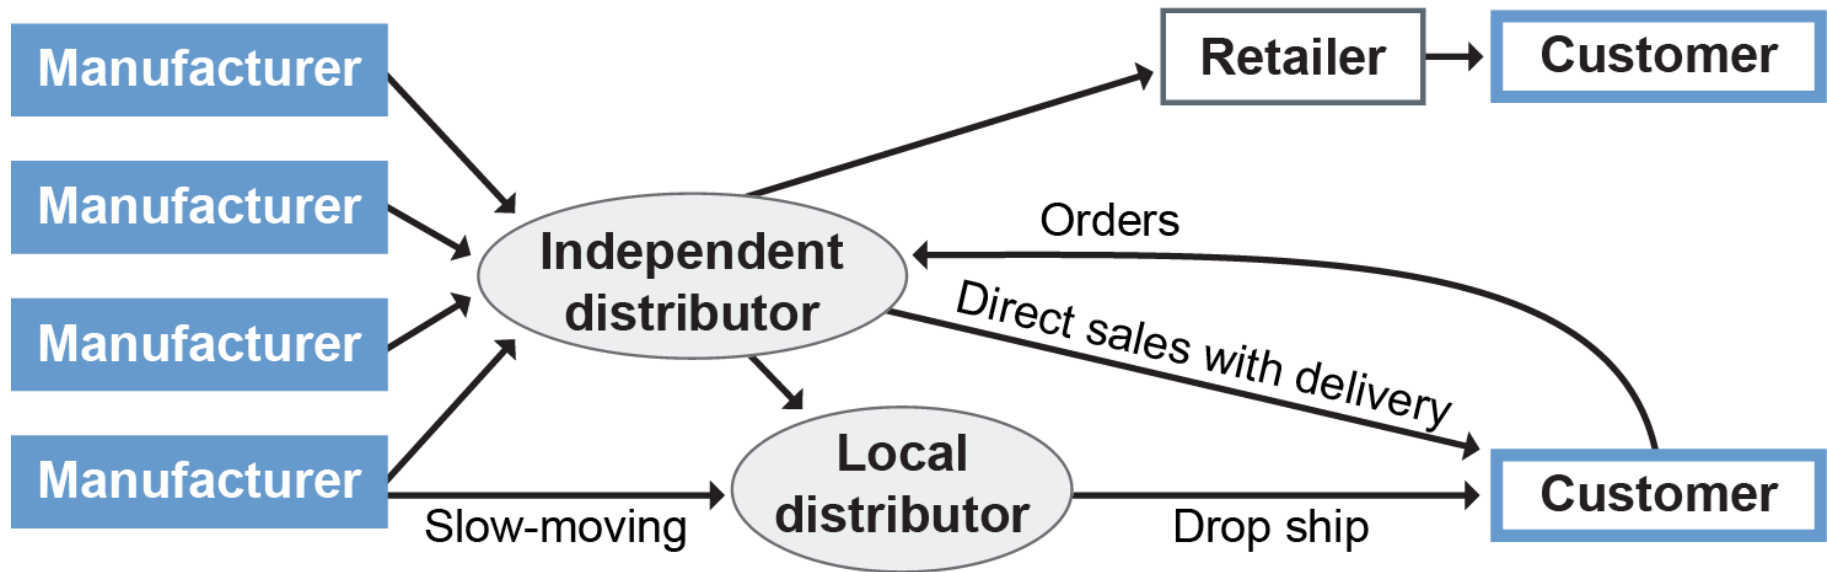 Manufacturer
Retailer
Customer
Manufacturer
Orders
Independent
distributor
Direct sales with delivery
Manufacturer
Local
distributor
Manufacturer
Slow-moving
Drop ship
Customer